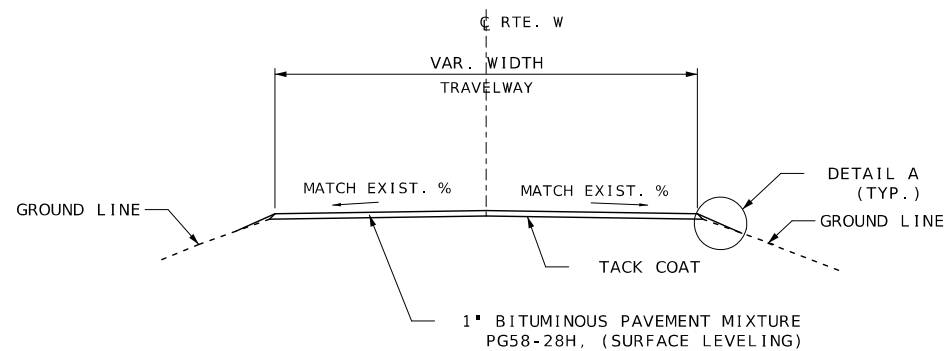 ℄ RTE. W
VAR. WIDTH
TRAVELWAY
MATCH EXIST. %
MATCH EXIST. %
DETAIL A
(TYP.)
GROUND LINE
GROUND LINE
TACK COAT
1" BITUMINOUS PAVEMENT MIXTURE
PG58-28H, (SURFACE LEVELING)